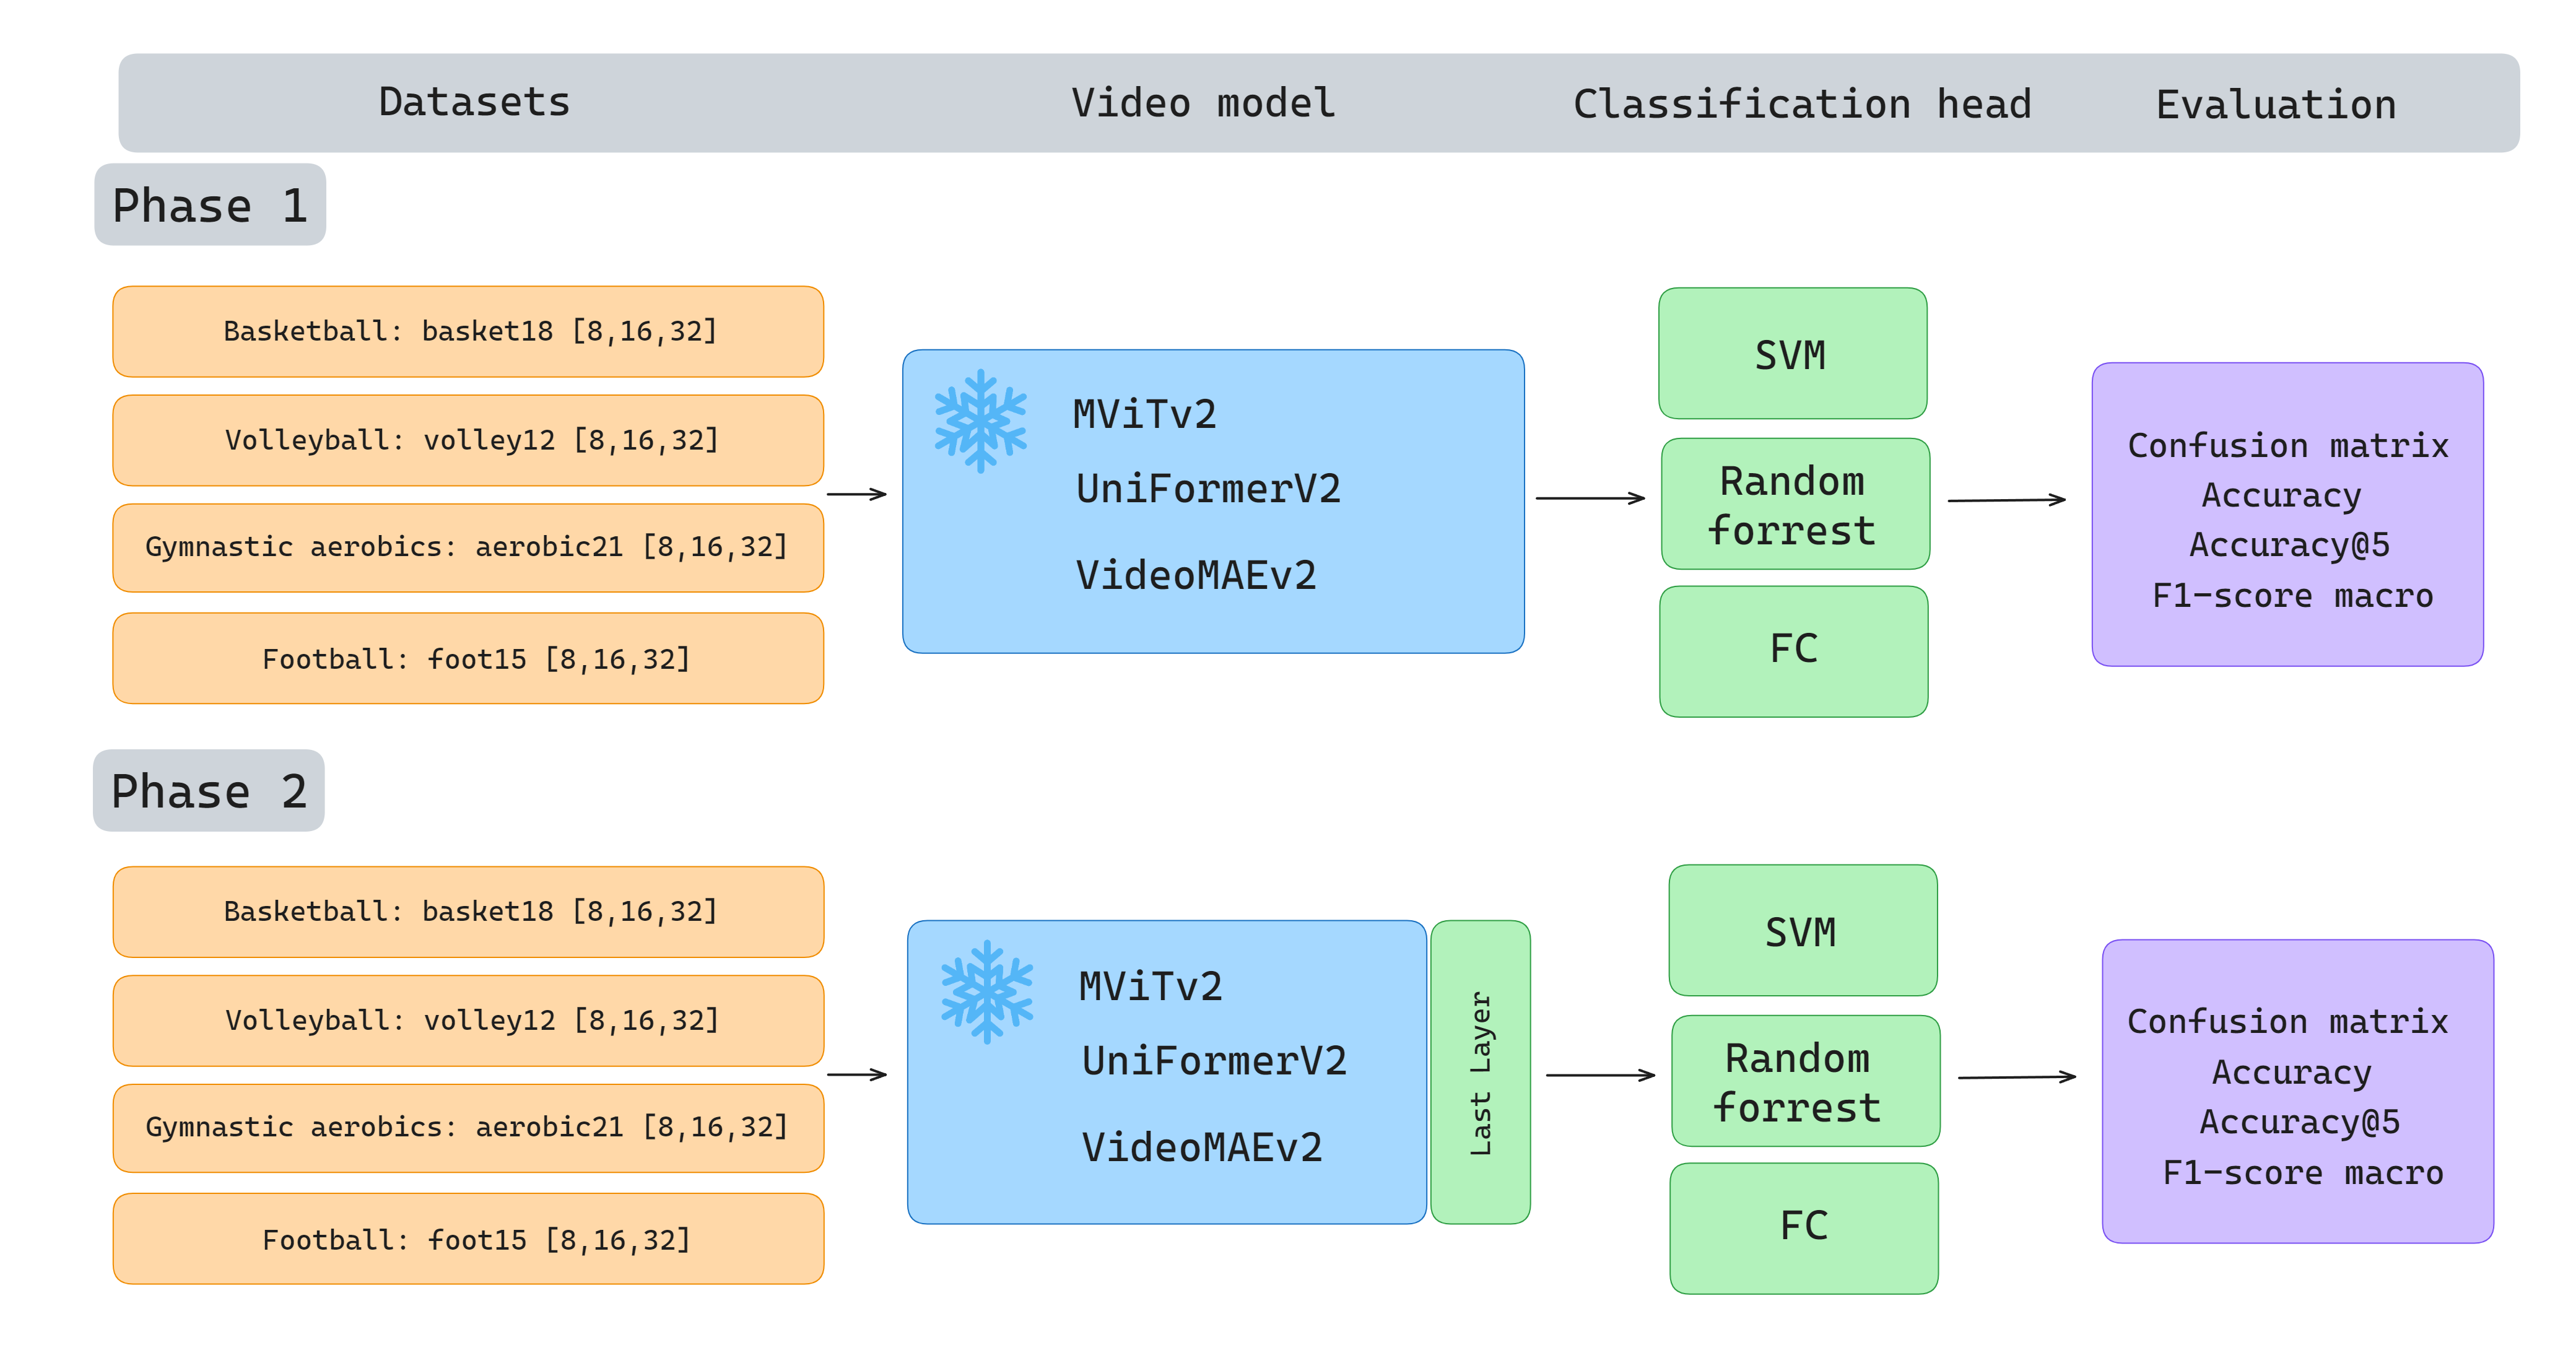 Datasets
Video model
Classification head
Evaluation
Phase 1
Basketball: basket18 [8,16,32]
Volleyball: volley12 [8,16,32]
Gymnastic aerobics: aerobic21 [8,16,32]
Football: foot15 [8,16,32]
MViTv2
UniFormerV2
VideoMAEv2
SVM
Random
forrest
FC
Confusion matrix
Accuracy
Accuracy@5
F1-score macro
Phase 2
Basketball: basket18 [8,16,32]
Volleyball: volley12 [8,16,32]
Gymnastic aerobics: aerobic21 [8,16,32]
Football: foot15 [8,16,32]
MViTv2
UniFormerV2
VideoMAEv2
Last Layer
SVM
Random
forrest
FC
Confusion matrix
Accuracy
Accuracy@5
F1-score macro